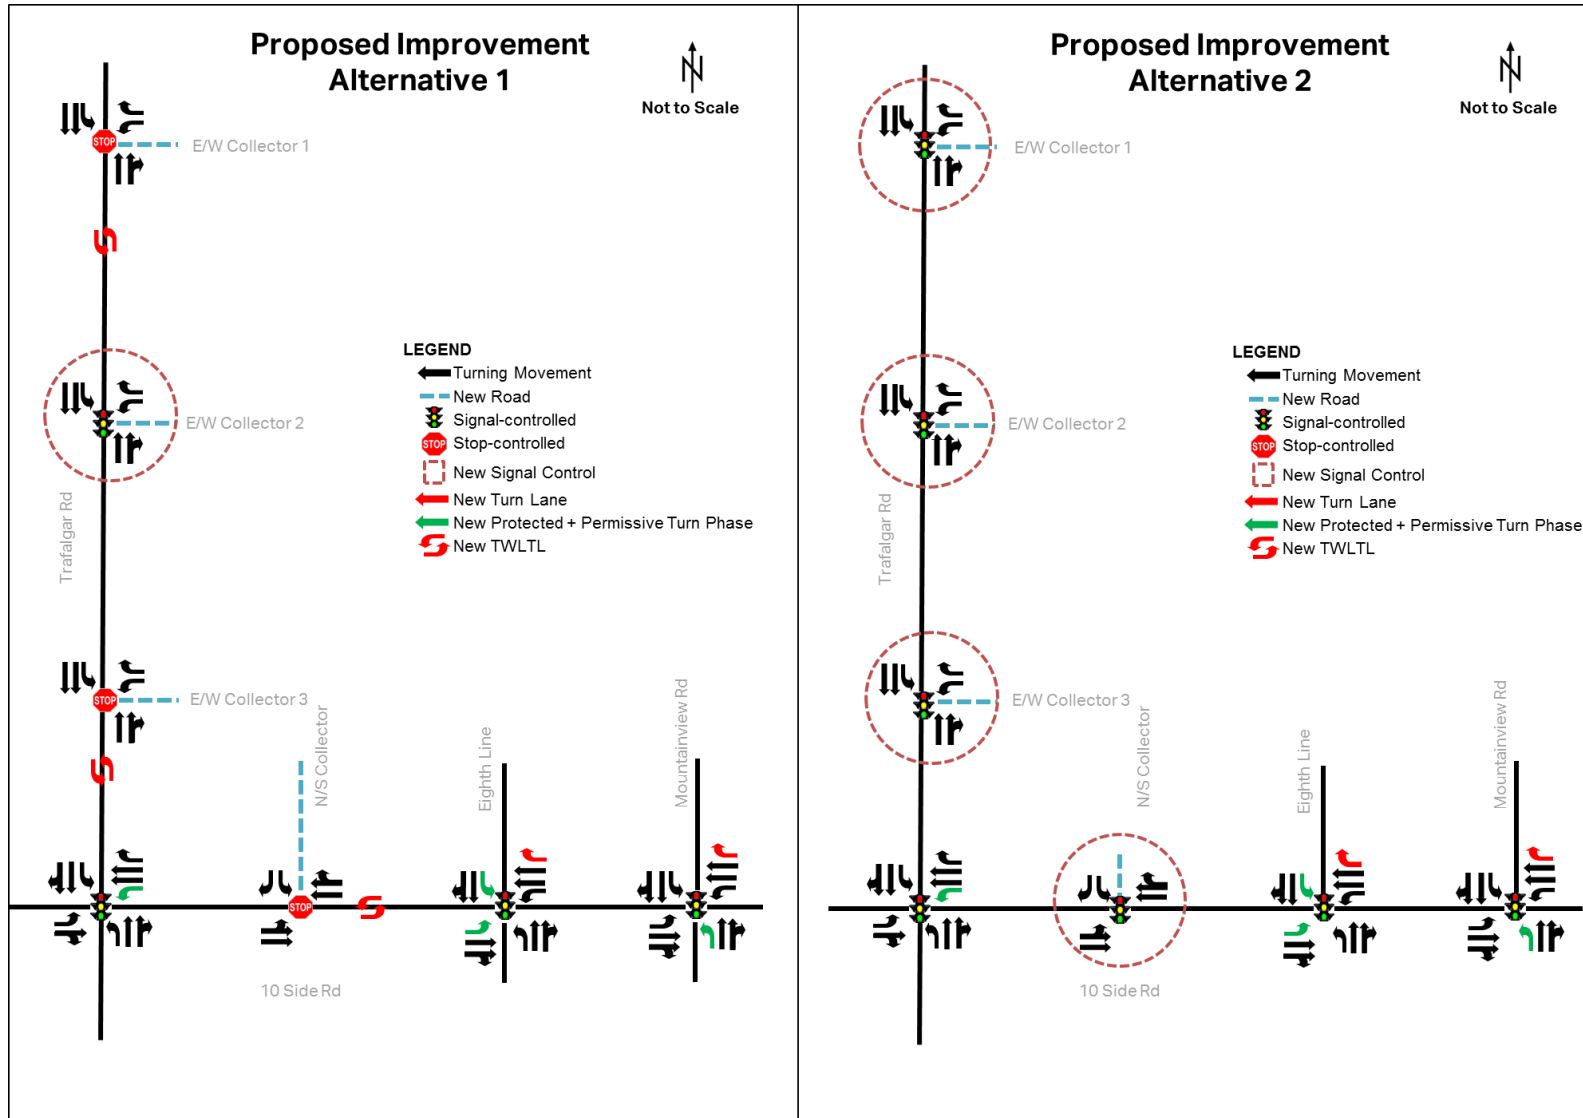 Proposed Improvement
Alternative 1
N
Not to Scale
STOP
E/W Collector 1
E/W Collector 2
LEGEND
Turning Movement
New Road
Signal-controlled
STOP
Stop-controlled
New Signal Control
New Turn Lane
New Protected + Permissive Turn Phase
New TWLTL
Trafalgar Rd
STOP
E/W Collector 3
N/S Collector
Eighth Line
Mountainview Rd
STOP
10 Side Rd
Proposed Improvement
Alternative 2
N
Not to Scale
E/W Collector 1
E/W Collector 2
LEGEND
Turning Movement
New Road
Signal-controlled
STOP
Stop-controlled
New Signal Control
New Turn Lane
New Protected + Permissive Turn Phase
New TWLTL
Trafalgar Rd
E/W Collector 3
N/S Collector
Eighth Line
Mountainview Rd
10 Side Rd